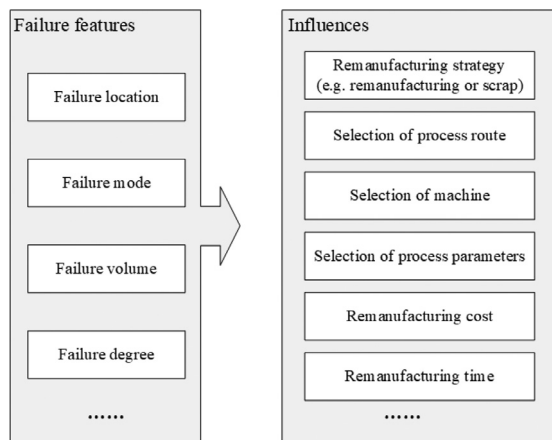 Failure features
Failure location
Failure mode
Failure volume
Failure degree
……
Influences
Remanufacturing strategy
(e.g. remanufacturing or scrap)
Selection of process route
Selection of machine
Selection of process parameters
Remanufacturing cost
Remanufacturing time
……